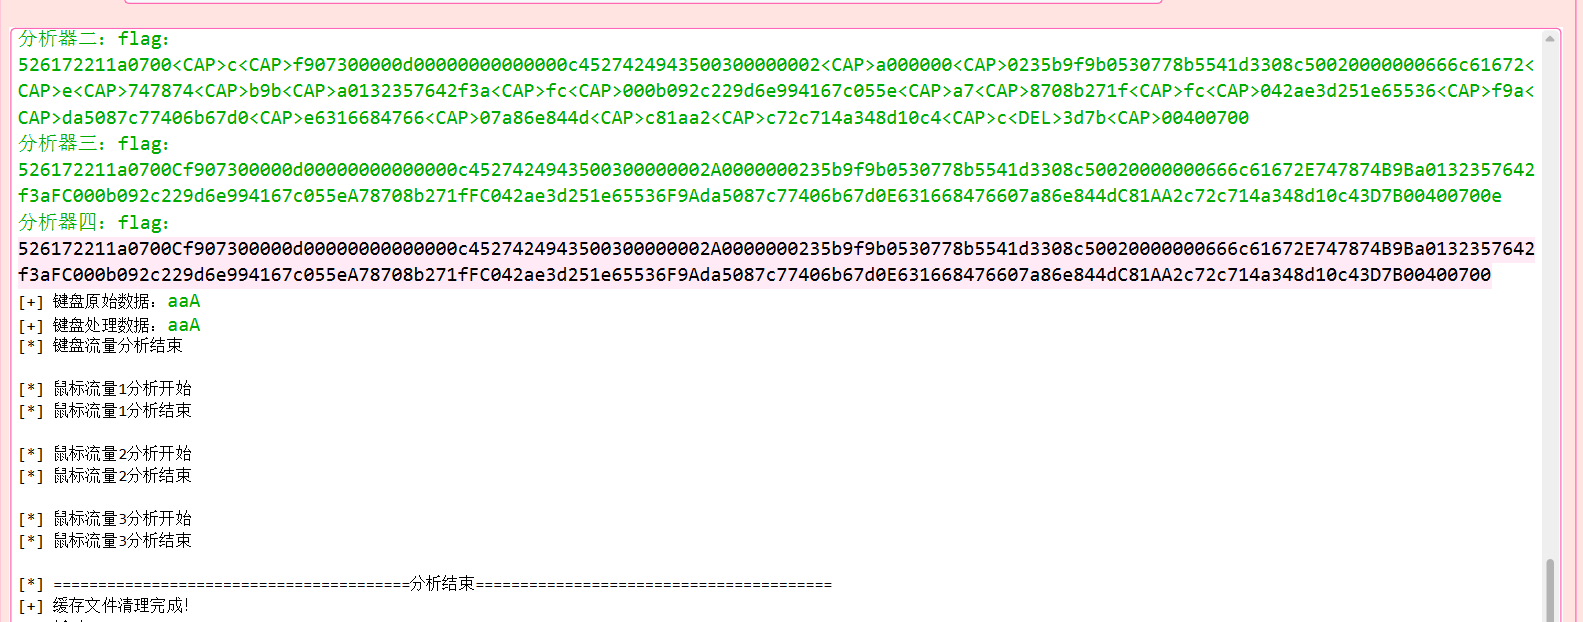 分析器二: flag:
526172211a0700<CAP>c<CAP>f907300000d00000000000000c4527424943500300000002<CAP>a000000<CAP>0235b9f9b0530778b5541d3308c50020000000666c61672<
CAP>e<CAP>747874<CAP>b9b<CAP>a0132357642f3a<CAP>fc<CAP>000b092c229d6e994167c055e<CAP>a7<CAP>8708b271f<CAP>fc<CAP>042ae3d251e65536<CAP>f9a<
CAP>da5087c77406b67d0<CAP>e6316684766<CAP>07a86e844d<CAP>c81aa2<CAP>c72c714a348d10c4<CAP>c<DEL>3d7b<CAP>00400700
分析器三: flag:
526172211a0700Cf907300000d00000000000000c4527424943500300000002A0000000235b9f9b0530778b5541d3308c50020000000666c61672E747874B9Ba0132357642
f3aFC000b092c229d6e994167c055eA78708b271fFC042ae3d251e65536F9Ada5087c77406b67d0E631668476607a86e844dC81AA2c72c714a348d10c43D7B00400700e
分析器四: flag:
526172211a0700Cf907300000d00000000000000c4527424943500300000002A0000000235b9f9b0530778b5541d3308c50020000000666c61672E747874B9Ba0132357642
f3aFC000b092c229d6e994167c055eA78708b271fFC042ae3d251e65536F9Ada5087c77406b67d0E631668476607a86e844dC81AA2c72c714a348d10c43D7B00400700
[+] 键盘原始数据: aaA
[+] 键盘处理数据: aaA
[*] 键盘流量分析结束
[*] 鼠标流量1分析开始
[*] 鼠标流量1分析结束
[*] 鼠标流量2分析开始
[*] 鼠标流量2分析结束
[*] 鼠标流量3分析开始
[*] 鼠标流量3分析结束
[*] ========================================分析结束========================================
[+] 缓存文件清理完成!